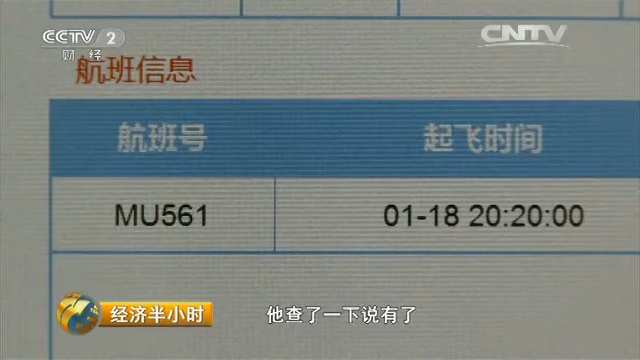 CCTV 2
财·经
CNTV
航班信息
航班号 起飞时间
MU561 01-18 20:20:00
经济半小时
他查了一下说有了